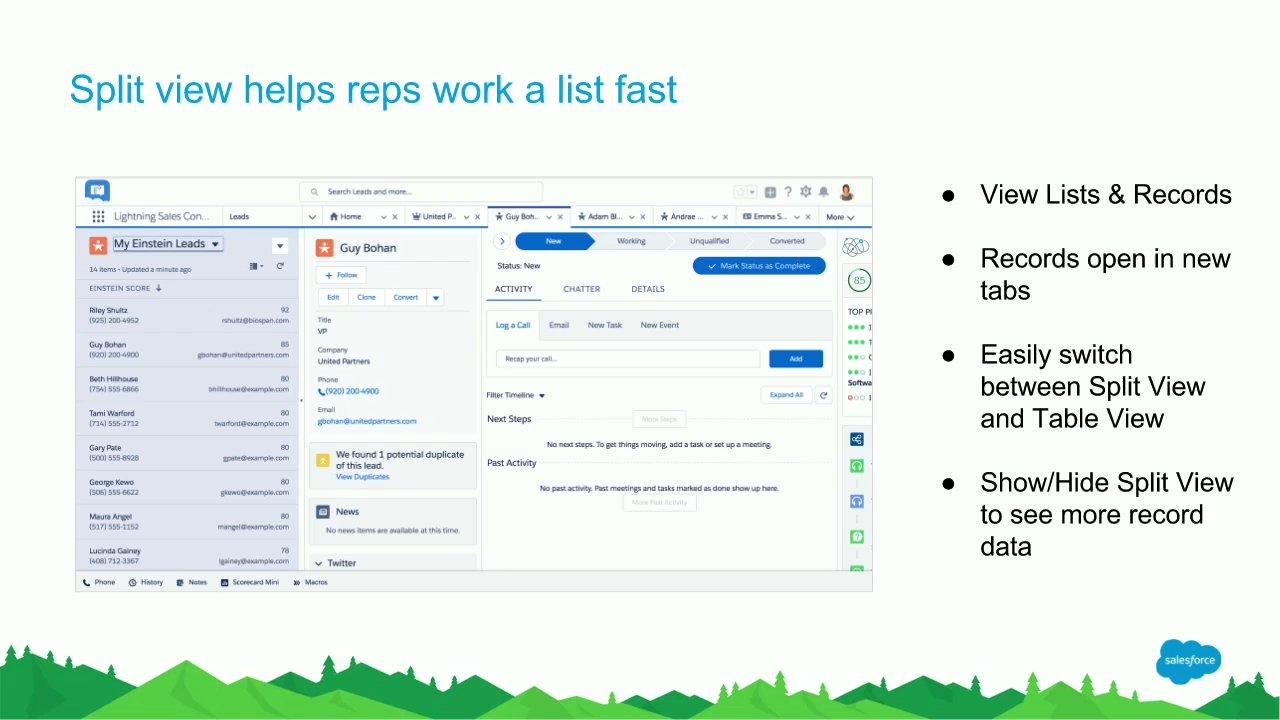 Split view helps reps work a list fast
Search Leads and more...
Lightning Sales Con...
Leads
Home
United P..
Guy Boh..
Adam Bl...
Andrae ...
Emma S...
More
My Einstein Leads
14 items • Updated a minute ago
EINSTEIN SCORE
Riley Shultz 92
(925) 200-4952 rshultz@biospan.com
Guy Bohan 85
(920) 200-4900 gbohan@unitedpartners.com
Beth Hillhouse 80
(754) 555-6866 bhillhouse@example.com
Tami Warford 80
(714) 555-2712 twarford@example.com
Gary Pate 80
(500) 555-8928 gpate@example.com
George Kewo 80
(506) 555-6622 gkewo@example.com
Maura Angel 80
(517) 555-1152 mangel@example.com
Lucinda Gainey 78
(408) 712-3367 lgainey@example.com
Guy Bohan
+ Follow
Edit Clone Convert
Title
VP
Company
United Partners
Phone
(920) 200-4900
Email
gbohan@unitedpartners.com
We found 1 potential duplicate
of this lead.
View Duplicates
News
No news items are available at this time.
Twitter
New Working Unqualified Converted
Status: New
Mark Status as Complete
ACTIVITY CHATTER DETAILS
Log a Call Email New Task New Event
Recap your call...
Add
Filter Timeline
Expand All
Next Steps
More Steps
No next steps. To get things moving, add a task or set up a meeting.
Past Activity
No past activity. Past meetings and tasks marked as done show up here.
More Past Activity
85
TOP P
Softwa
Phone History Notes Scorecard Mini Macros
● View Lists & Records
● Records open in new
tabs
● Easily switch
between Split View
and Table View
● Show/Hide Split View
to see more record
data
salesforce